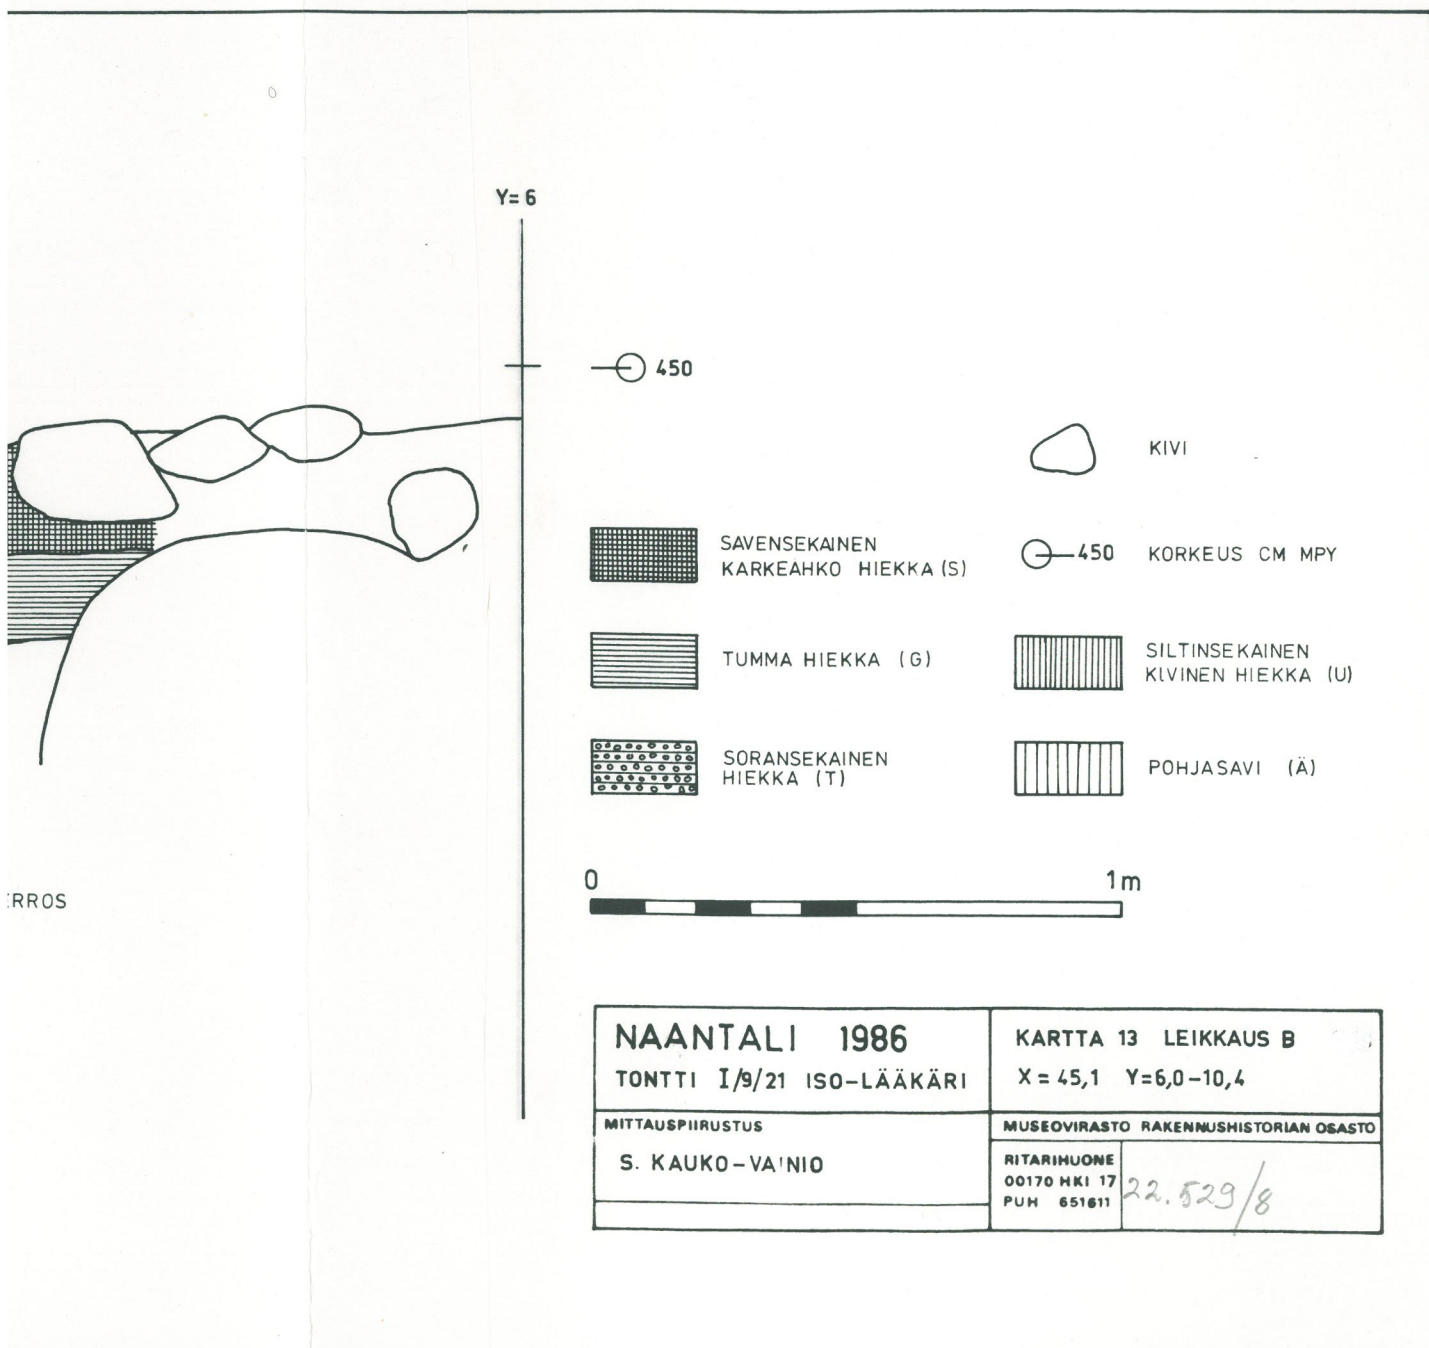 Y=6
450
KIVI
SAVENSEKAINEN
KARKEAHKO HIEKKA (S)
450 KORKEUS CM MPY
TUMMA HIEKKA (G)
SILTINSEKAINEN
KIVINEN HIEKKA (U)
SORANSEKAINEN
HIEKKA (T)
POHJASAVI (Ä)
ERROS
0 1m
NAANTALI 1986
TONTTI I/9/21 ISO-LÄÄKÄRI
KARTTA 13 LEIKKAUS B
X = 45,1 Y=6,0-10,4
MITTAUSPIIRUSTUS
S. KAUKO-VAINIO
MUSEOVIRASTO RAKENNUSHISTORIAN OSASTO
RITARIHUONE
00170 HKI 17
PUH 651611
22.529/8